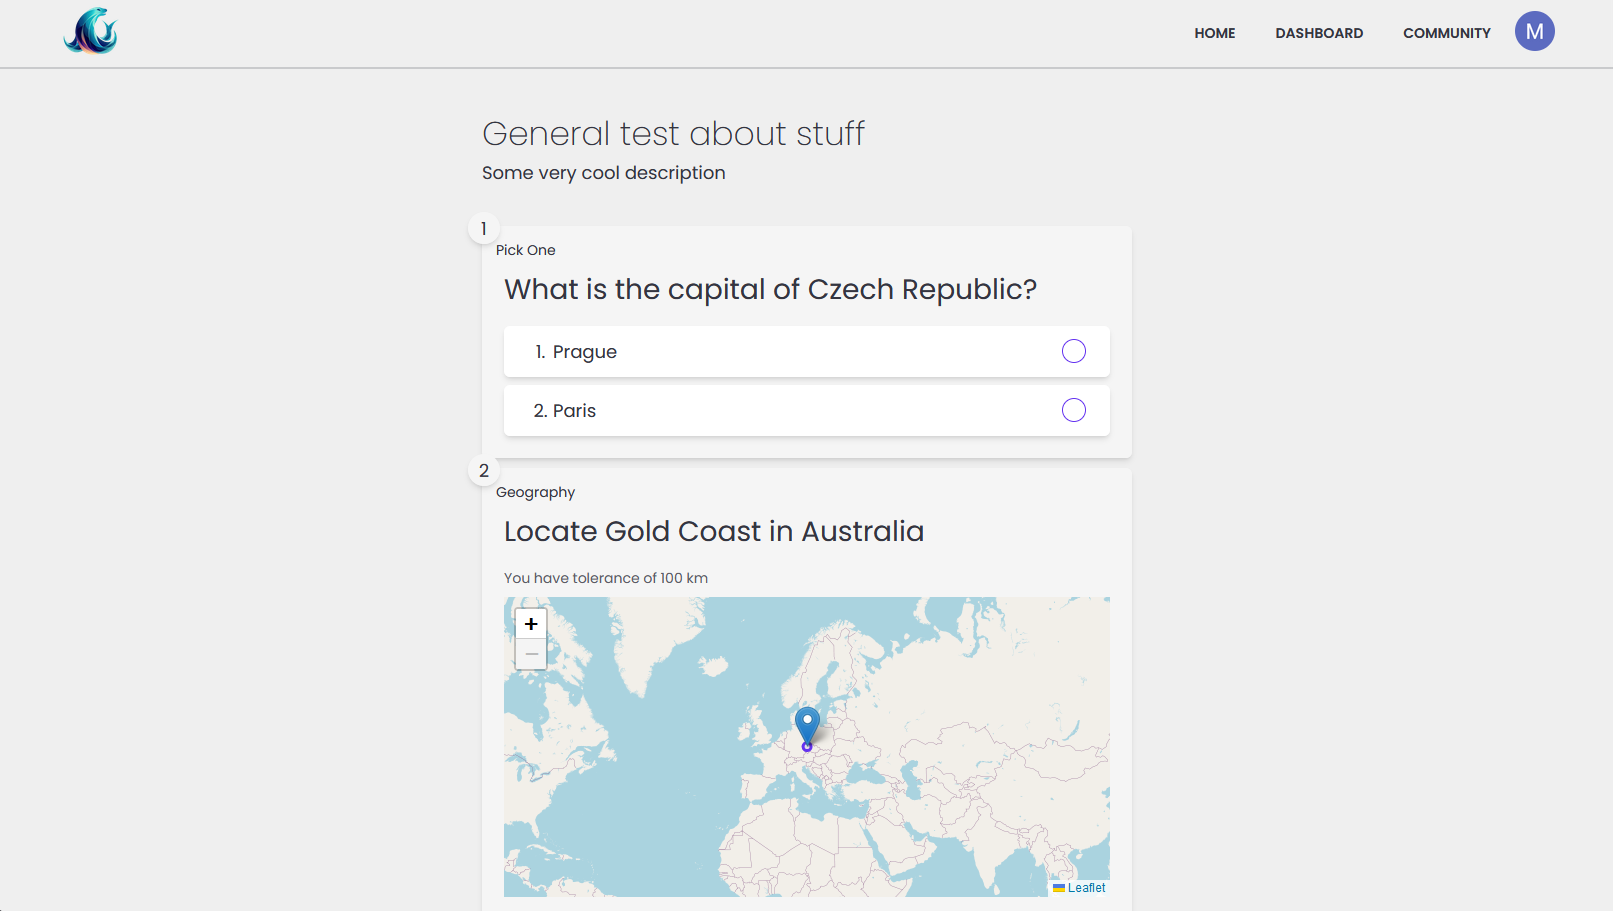 HOME DASHBOARD COMMUNITY M
General test about stuff
Some very cool description
1
Pick One
What is the capital of Czech Republic?
1. Prague
2. Paris
2
Geography
Locate Gold Coast in Australia
You have tolerance of 100 km
+
−
Leaflet